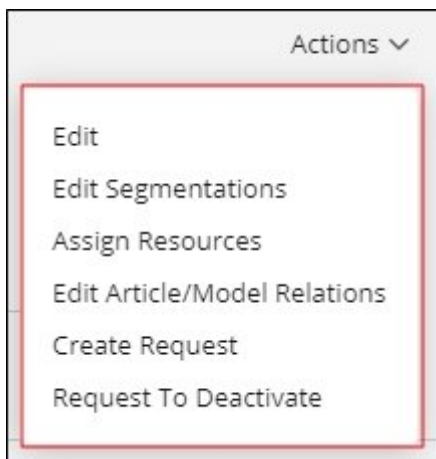 Actions
Edit
Edit Segmentations
Assign Resources
Edit Article/Model Relations
Create Request
Request To Deactivate